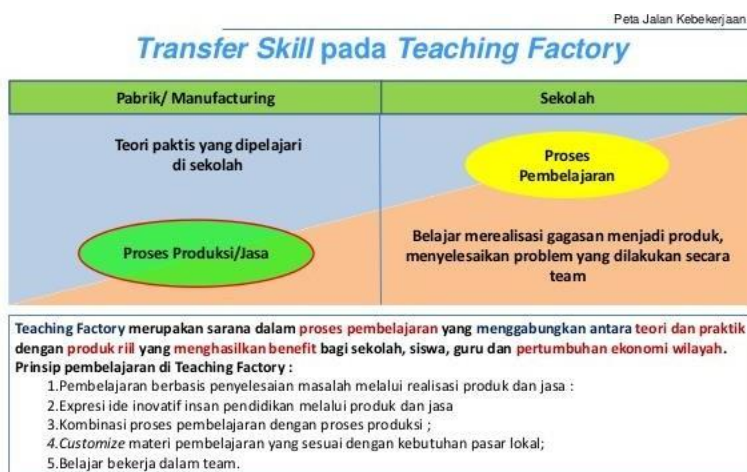 Peta Jalan Kebekerjaan
Transfer Skill pada Teaching Factory
Pabrik/ Manufacturing
Sekolah
Teori paktis yang dipelajari
di sekolah
Proses
Pembelajaran
Proses Produksi/Jasa
Belajar merealisasi gagasan menjadi produk,
menyelesaikan problem yang dilakukan secara
team
Teaching Factory merupakan sarana dalam proses pembelajaran yang menggabungkan antara teori dan praktik
dengan produk riil yang menghasilkan benefit bagi sekolah, siswa, guru dan pertumbuhan ekonomi wilayah.
Prinsip pembelajaran di Teaching Factory :
1.Pembelajaran berbasis penyelesaian masalah melalui realisasi produk dan jasa :
2.Expresi ide inovatif insan pendidikan melalui produk dan jasa
3.Kombinasi proses pembelajaran dengan proses produksi ;
4.Customize materi pembelajaran yang sesuai dengan kebutuhan pasar lokal;
5.Belajar bekerja dalam team.